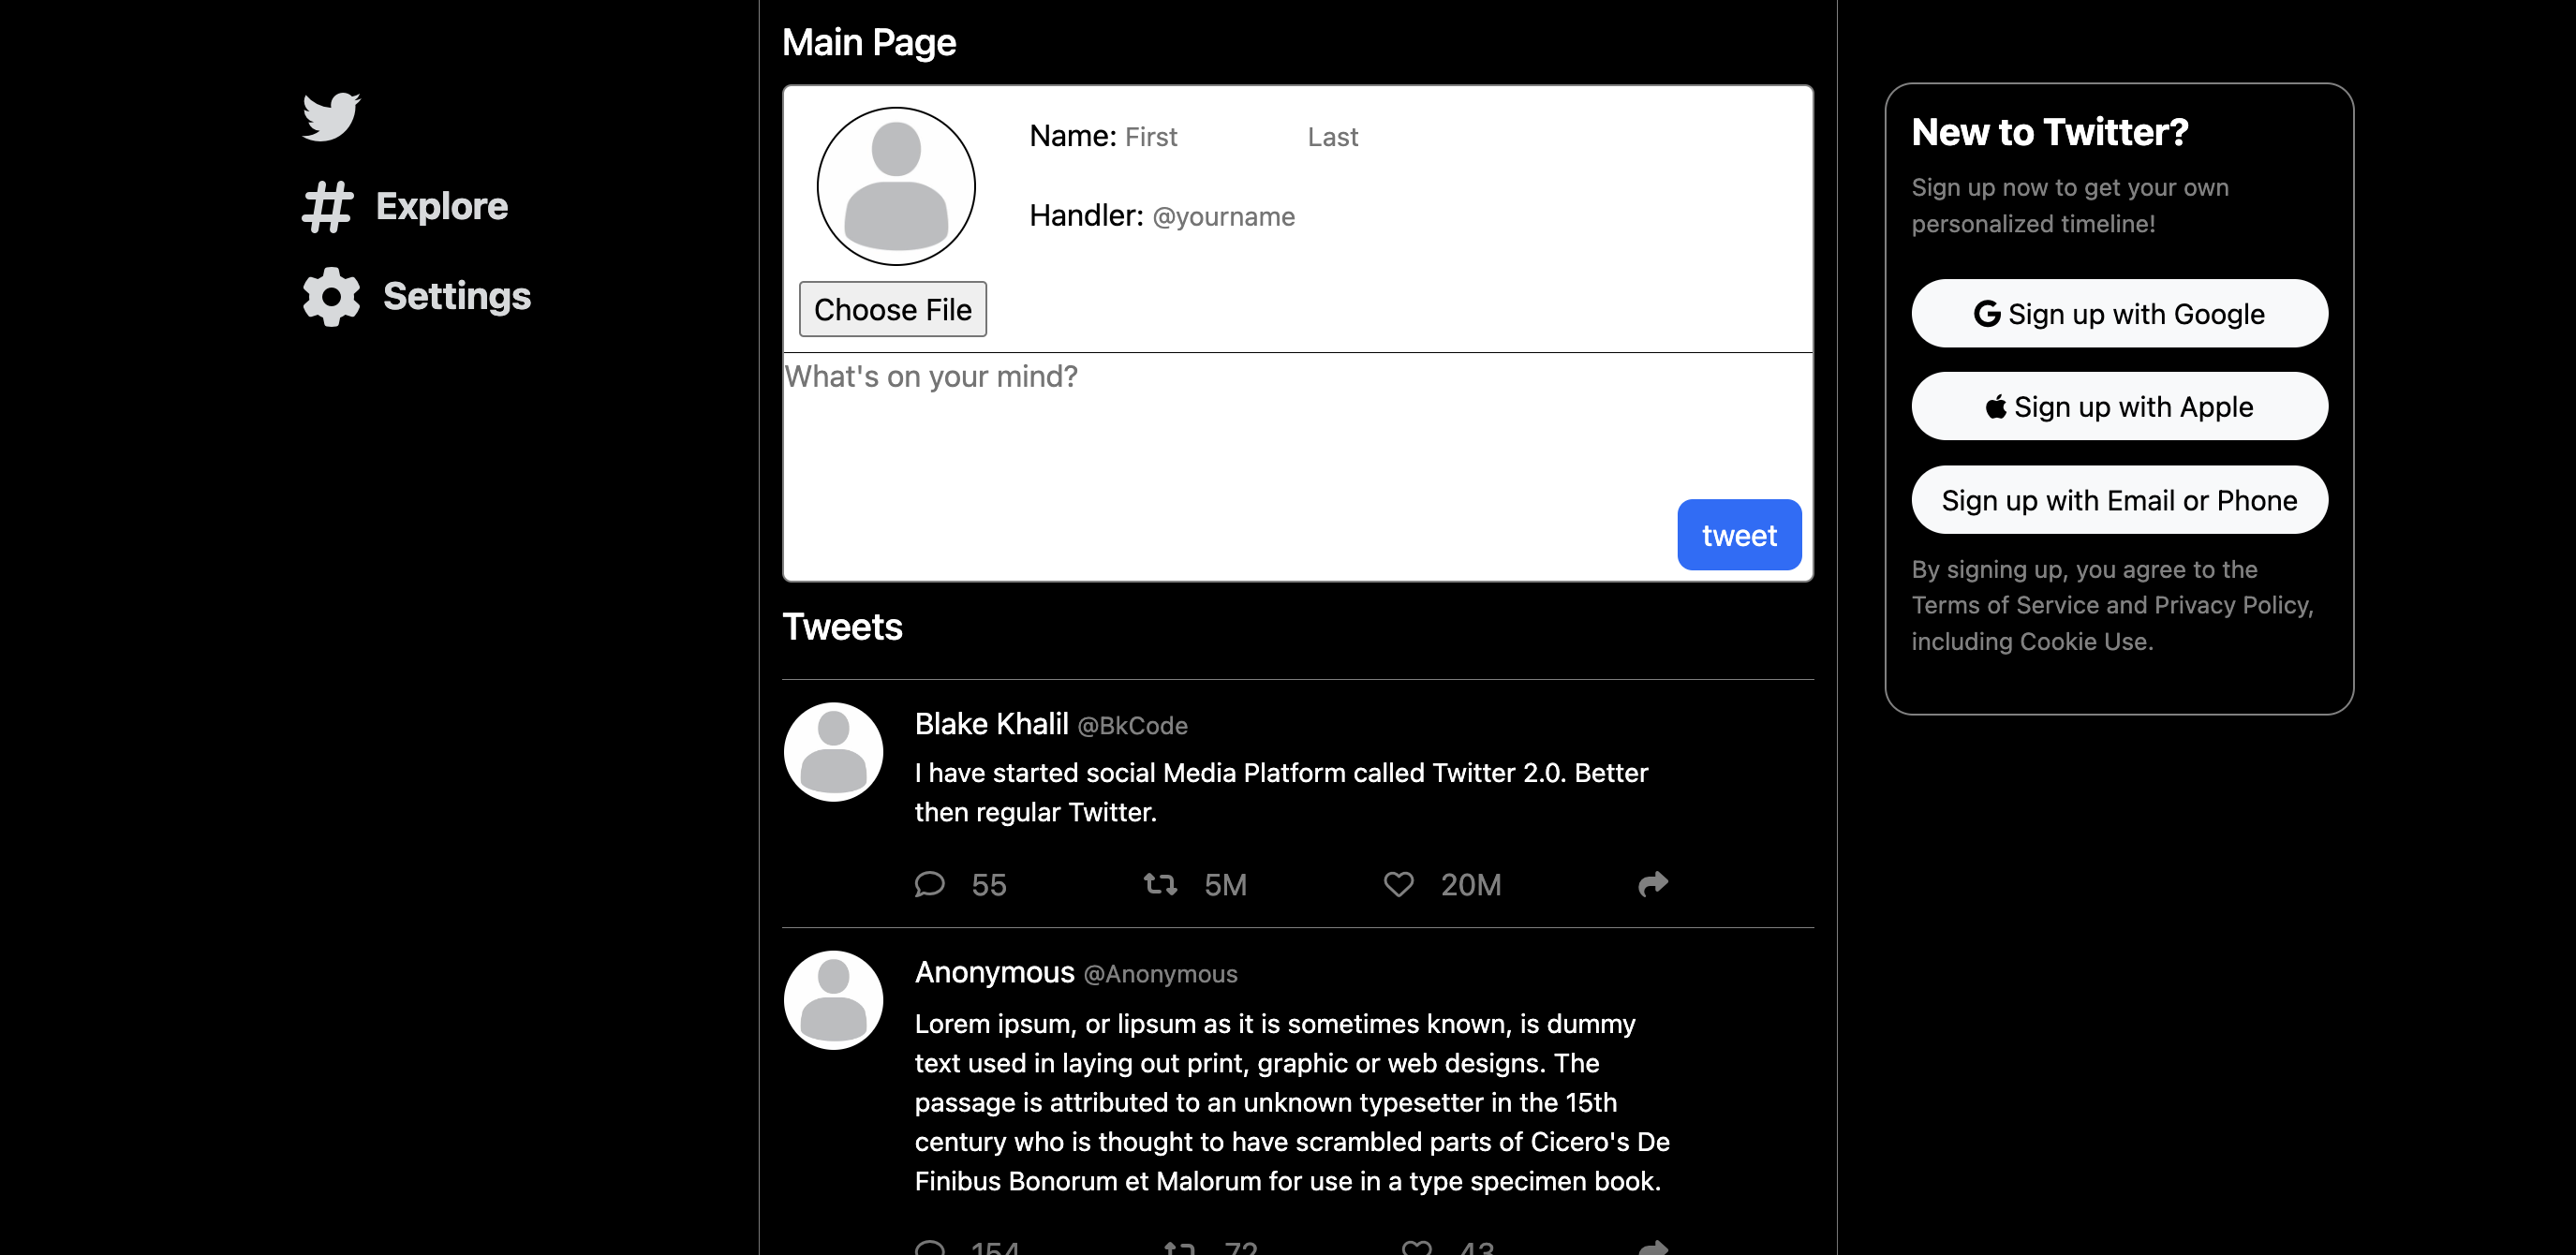 Main Page
Explore
Settings
Name: First Last
Handler: @yourname
Choose File
What's on your mind?
tweet
Tweets
Blake Khalil @BkCode
I have started social Media Platform called Twitter 2.0. Better
then regular Twitter.
55 5M 20M
Anonymous @Anonymous
Lorem ipsum, or lipsum as it is sometimes known, is dummy
text used in laying out print, graphic or web designs. The
passage is attributed to an unknown typesetter in the 15th
century who is thought to have scrambled parts of Cicero's De
Finibus Bonorum et Malorum for use in a type specimen book.
154 72 43
New to Twitter?
Sign up now to get your own
personalized timeline!
Sign up with Google
Sign up with Apple
Sign up with Email or Phone
By signing up, you agree to the
Terms of Service and Privacy Policy,
including Cookie Use.